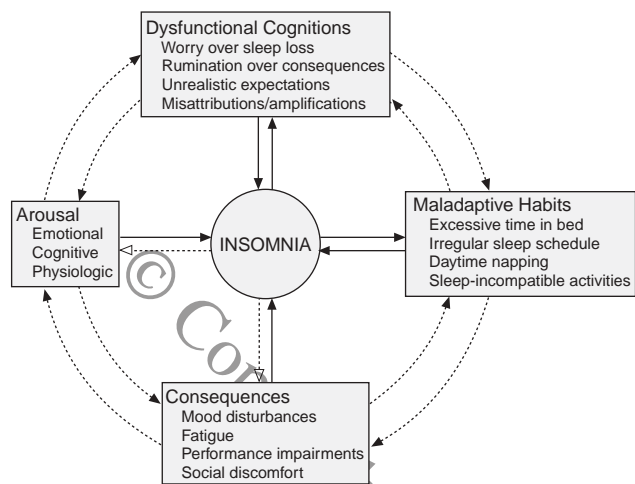 Dysfunctional Cognitions
Worry over sleep loss
Rumination over consequences
Unrealistic expectations
Misattributions/amplifications
Arousal
Emotional
Cognitive
Physiologic
INSOMNIA
Maladaptive Habits
Excessive time in bed
Irregular sleep schedule
Daytime napping
Sleep-incompatible activities
Consequences
Mood disturbances
Fatigue
Performance impairments
Social discomfort
©